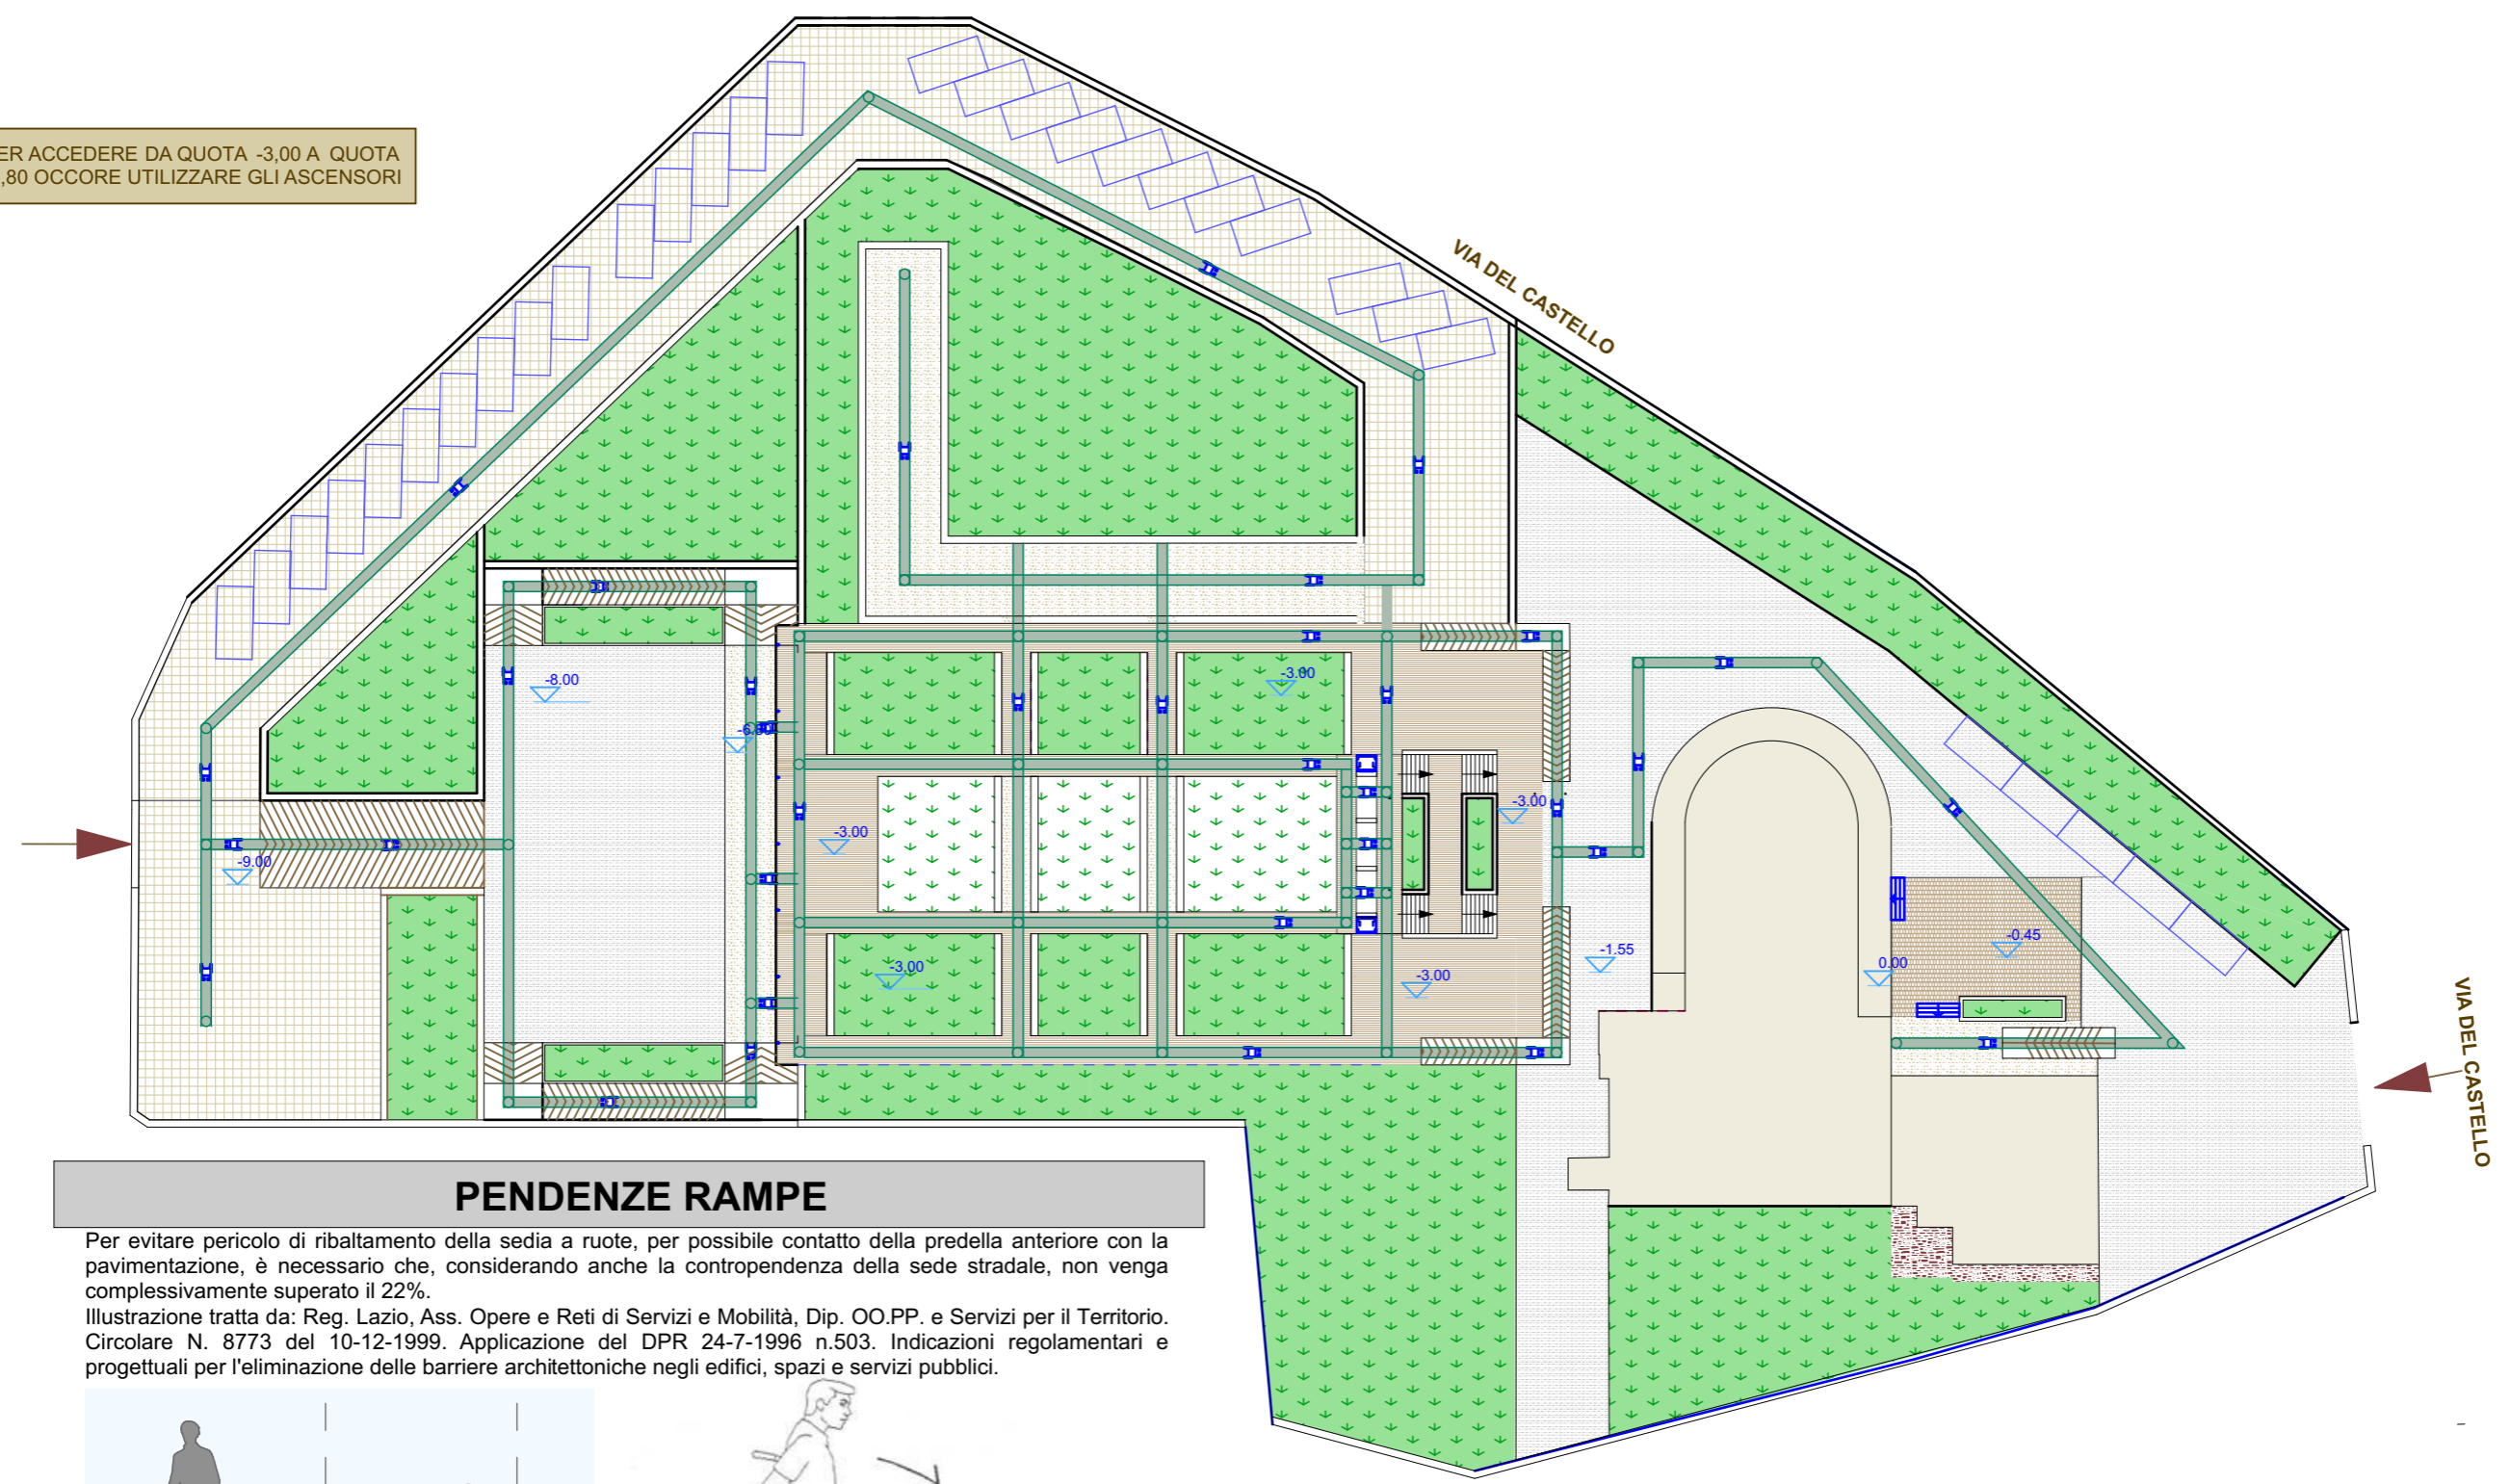 ER ACCEDERE DA QUOTA -3,00 A QUOTA
,80 OCCORE UTILIZZARE GLI ASCENSORI
VIA DEL CASTELLO
-8.00
-3.00
-3.00
-3.00
-9.00
-3.00
-3.00
-1.55
0.00
-0.45
VIA DEL CASTELLO
PENDENZE RAMPE
Per evitare pericolo di ribaltamento della sedia a ruote, per possibile contatto della predella anteriore con la
pavimentazione, è necessario che, considerando anche la contropendenza della sede stradale, non venga
complessivamente superato il 22%.
Illustrazione tratta da: Reg. Lazio, Ass. Opere e Reti di Servizi e Mobilità, Dip. OO.PP. e Servizi per il Territorio.
Circolare N. 8773 del 10-12-1999. Applicazione del DPR 24-7-1996 n.503. Indicazioni regolamentari e
progettuali per l'eliminazione delle barriere architettoniche negli edifici, spazi e servizi pubblici.